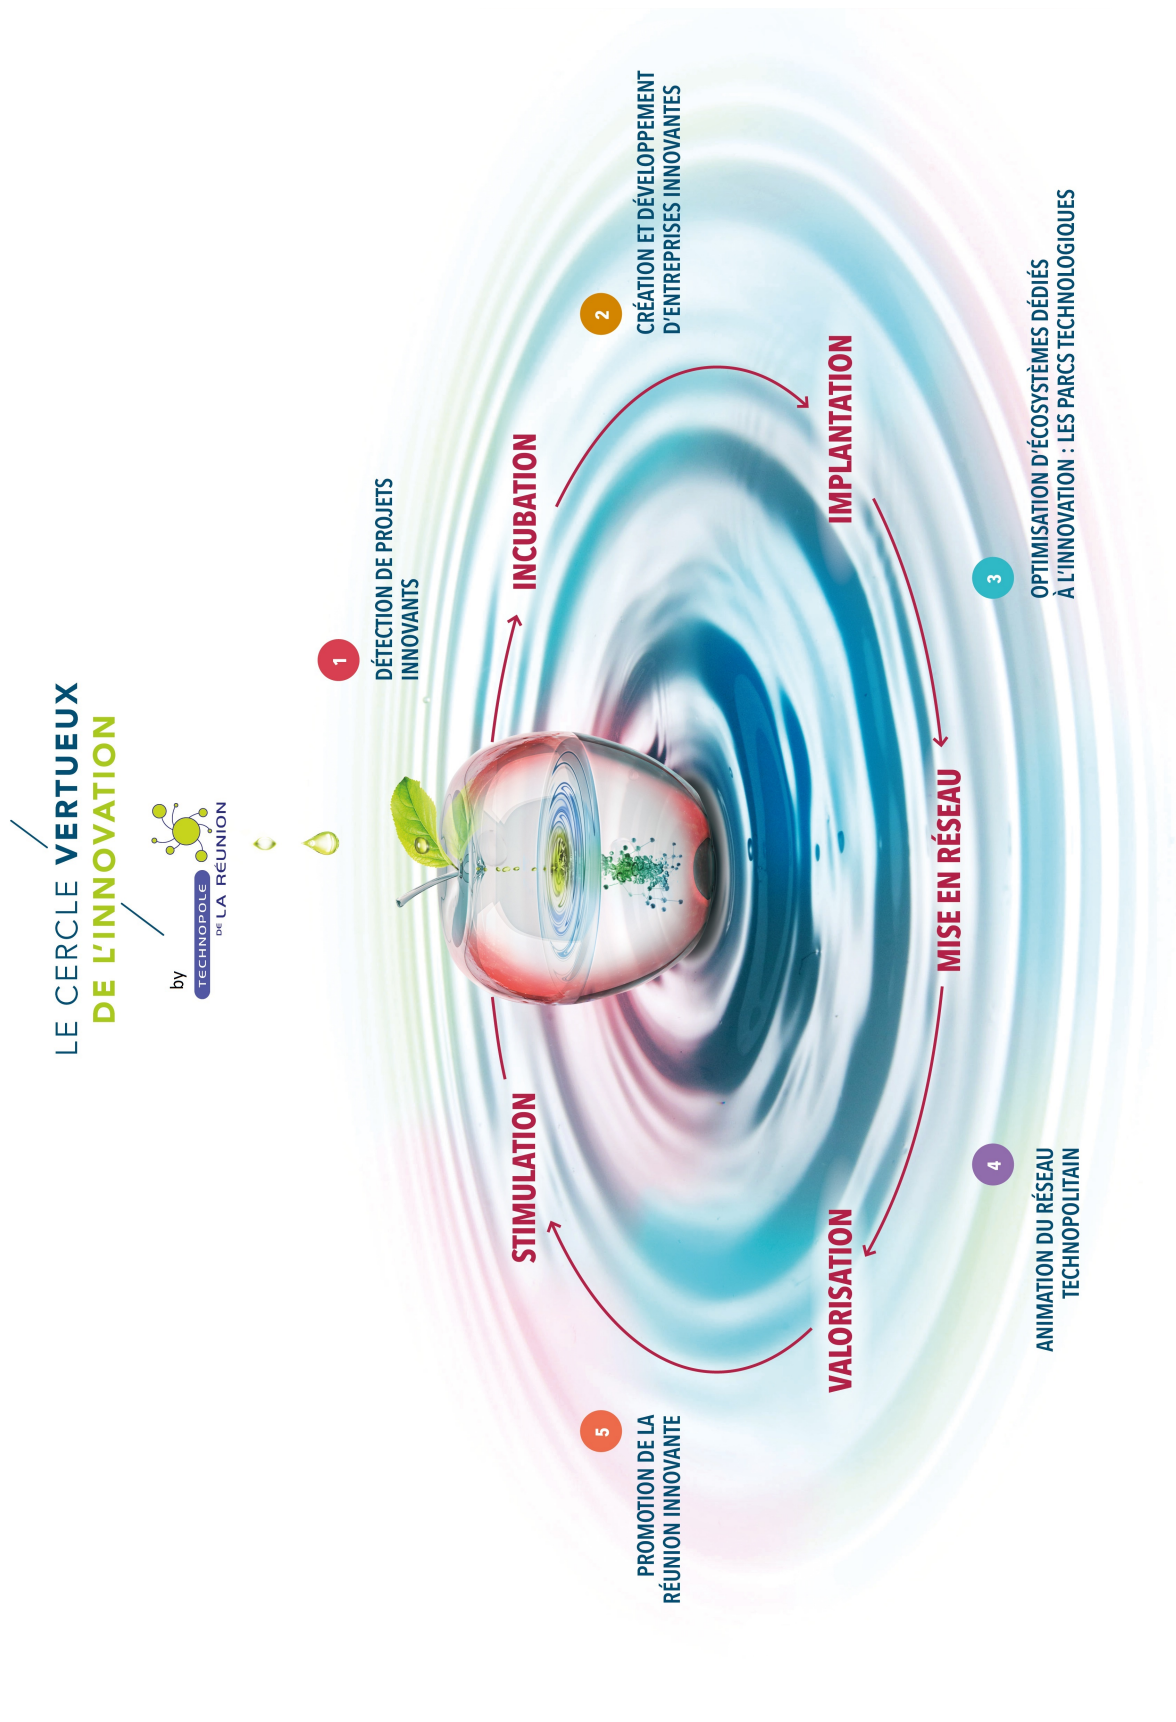 LE CERCLE VERTUEUX
DE L'INNOVATION
by
TECHNOPOLE
DE LA RÉUNION
1
DÉTECTION DE PROJETS
INNOVANTS
INCUBATION
2
CRÉATION ET DÉVELOPPEMENT
D'ENTREPRISES INNOVANTES
IMPLANTATION
3
OPTIMISATION D'ÉCOSYSTÈMES DÉDIÉS
À L'INNOVATION : LES PARCS TECHNOLOGIQUES
MISE EN RÉSEAU
4
ANIMATION DU RÉSEAU
TECHNOPOLITAIN
VALORISATION
5
PROMOTION DE LA
RÉUNION INNOVANTE
STIMULATION